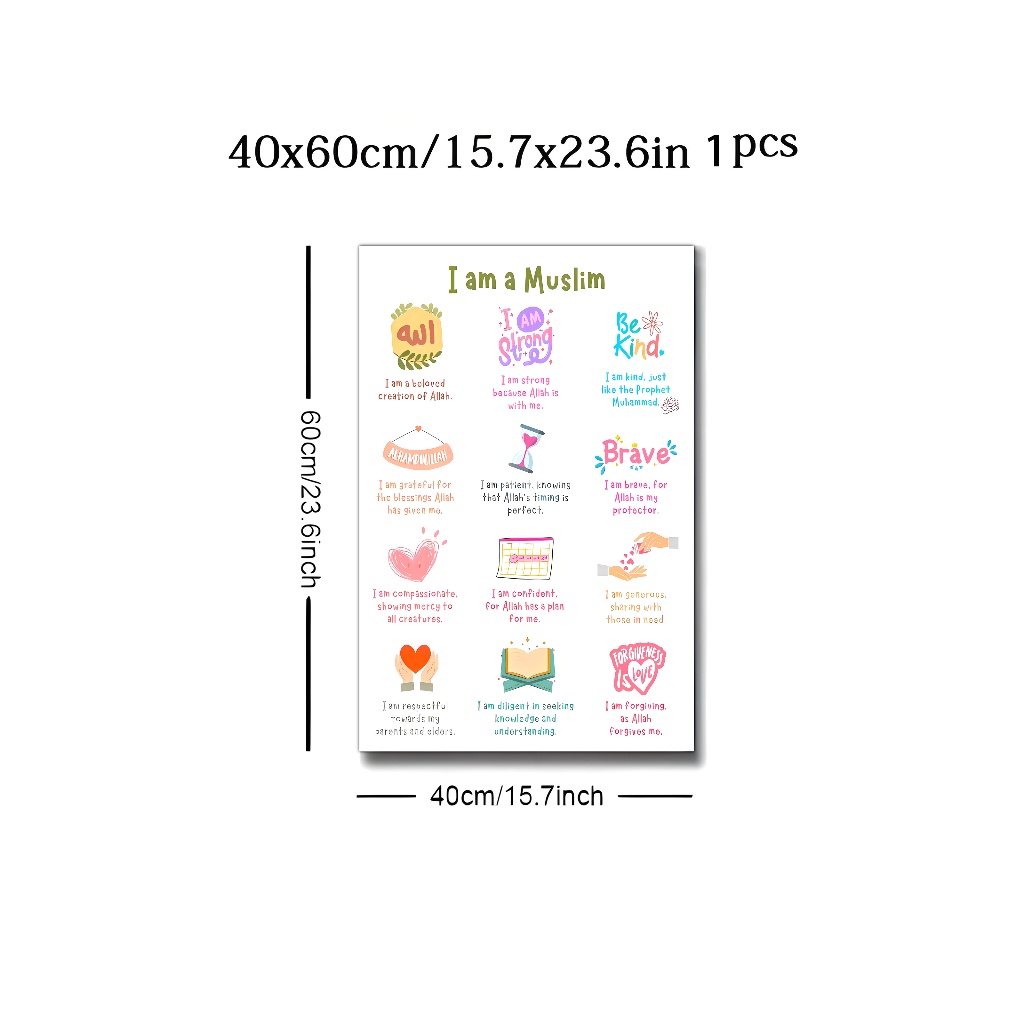 40x60cm/15.7x23.6in 1pcs
60cm/23.6inch
I am a Muslim
الله
I am a beloved
creation of Allah.
I AM
Strong
I am strong
because Allah is
with me.
Be
Kind.
I am kind, just
like the Prophet
Muhammad.
ALHAMDULILLAH
I am grateful for
the blessings Allah
has given me.
I am patient, knowing
that Allah's timing is
perfect.
Brave
I am brave, for
Allah is my
protector.
I am compassionate,
showing mercy to
all creatures.
I am confident,
for Allah has a plan
for me.
I am generous,
sharing with
those in need
I am respectful
towards my
parents and elders.
I am diligent in seeking
knowledge and
understanding.
FORGIVENESS
IS LOVE
I am forgiving,
as Allah
forgives me.
40cm/15.7inch